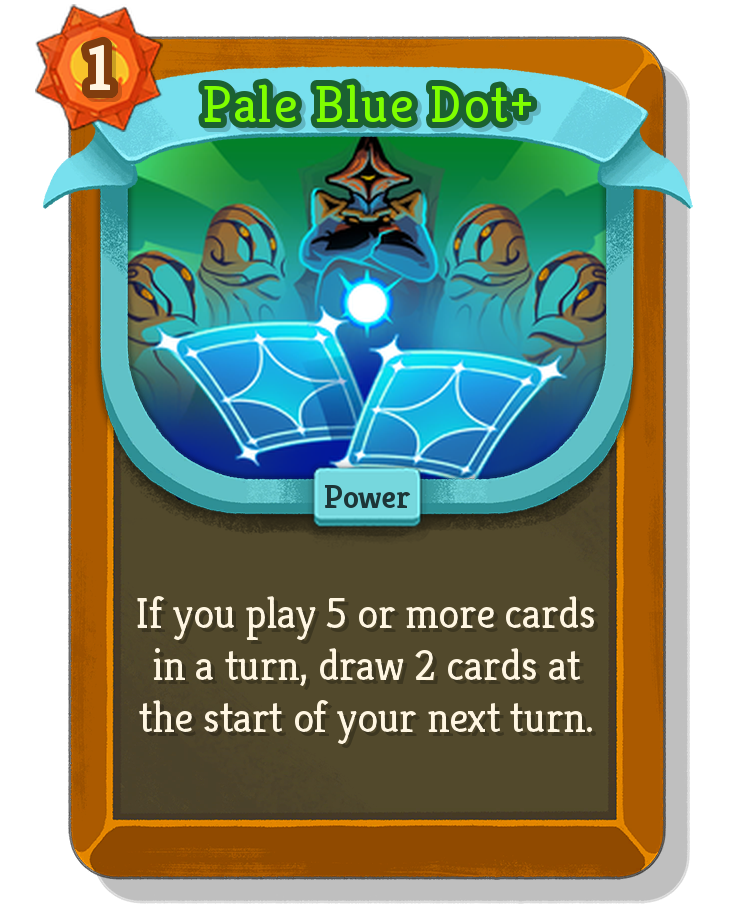 1
Pale Blue Dot+
Power
If you play 5 or more cards
in a turn, draw 2 cards at
the start of your next turn.